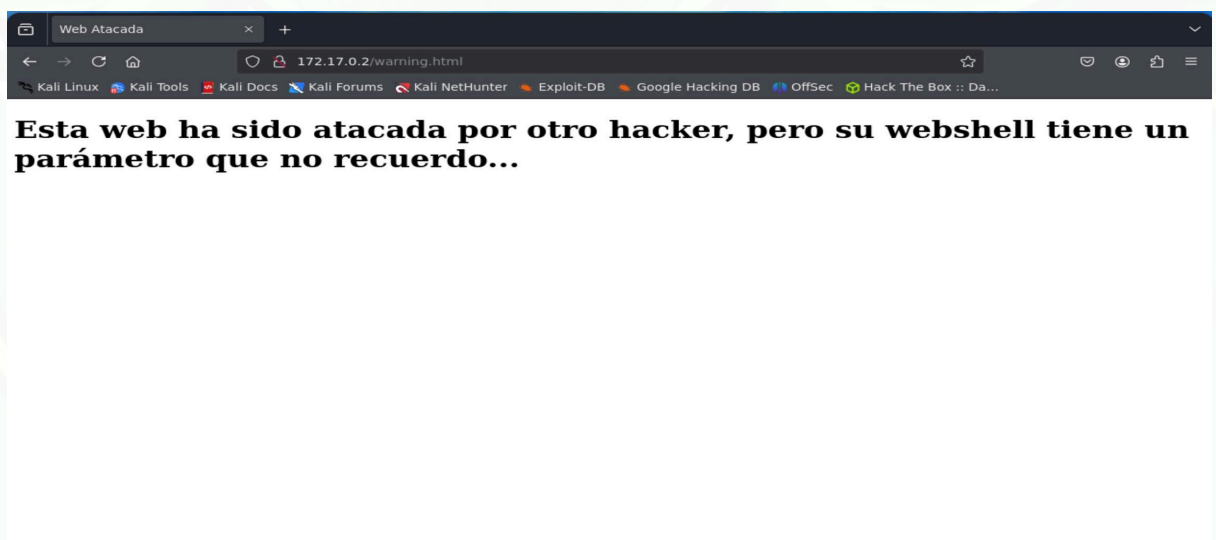 Web Atacada
172.17.0.2/warning.html
Kali Linux Kali Tools Kali Docs Kali Forums Kali NetHunter Exploit-DB Google Hacking DB OffSec Hack The Box :: Da...
Esta web ha sido atacada por otro hacker, pero su webshell tiene un
parámetro que no recuerdo...